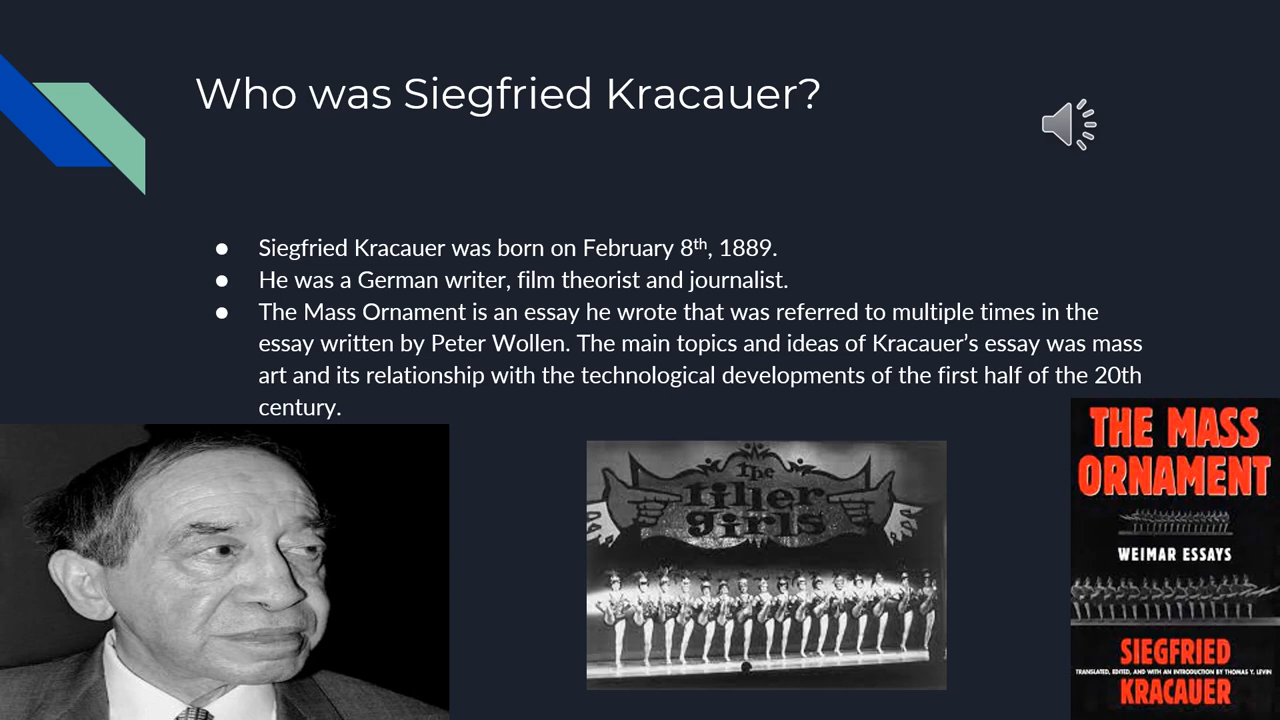 Who was Siegfried Kracauer?
● Siegfried Kracauer was born on February 8th, 1889.
● He was a German writer, film theorist and journalist.
● The Mass Ornament is an essay he wrote that was referred to multiple times in the
essay written by Peter Wollen. The main topics and ideas of Kracauer’s essay was mass
art and its relationship with the technological developments of the first half of the 20th
century.
the
tiller
girls
THE MASS
ORNAMENT
WEIMAR ESSAYS
SIEGFRIED
TRANSLATED, EDITED, AND WITH AN INTRODUCTION BY THOMAS Y. LEVIN
KRACAUER